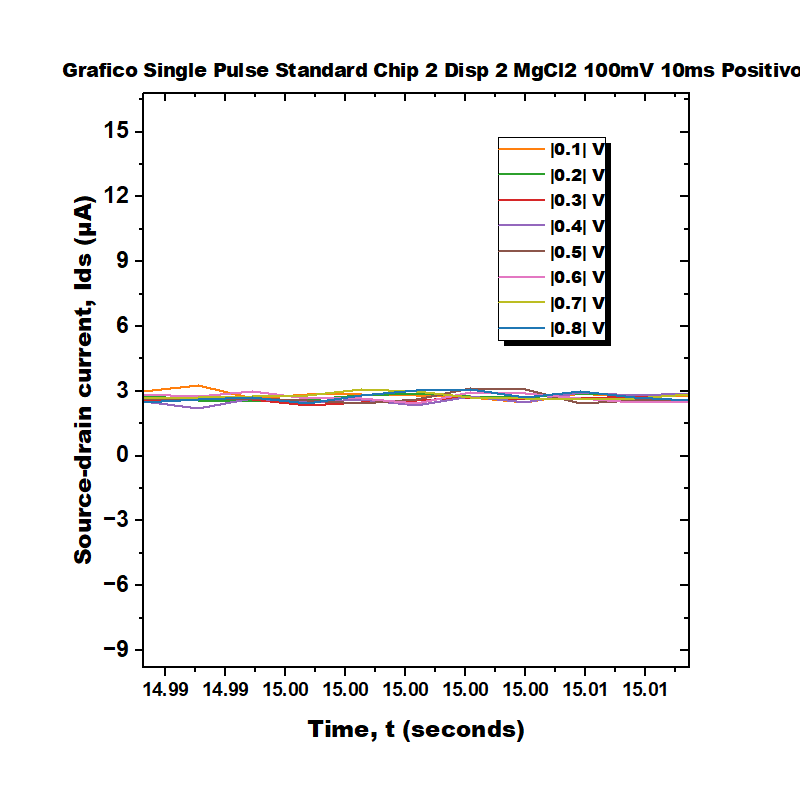 Grafico Single Pulse Standard Chip 2 Disp 2 MgCl2 100mV 10ms Positivo
15
12
9
6
3
0
−3
−6
−9
Source-drain current, Ids (μA)
|0.1| V
|0.2| V
|0.3| V
|0.4| V
|0.5| V
|0.6| V
|0.7| V
|0.8| V
14.99 14.99 15.00 15.00 15.00 15.00 15.00 15.01 15.01
Time, t (seconds)